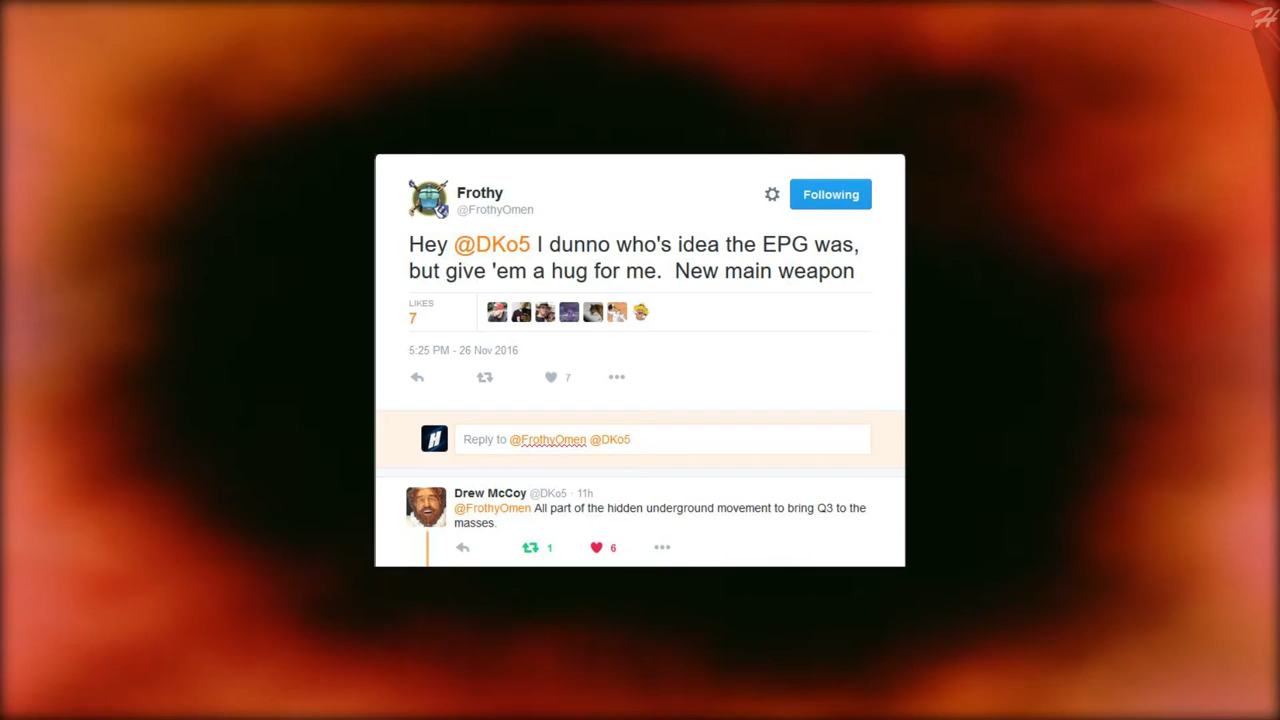 Frothy
@FrothyOmen
Following
Hey @DKo5 I dunno who's idea the EPG was,
but give 'em a hug for me.  New main weapon
LIKES
7
5:25 PM - 26 Nov 2016
7
H
Reply to @FrothyOmen @DKo5
Drew McCoy @DKo5 · 11h
@FrothyOmen All part of the hidden underground movement to bring Q3 to the
masses.
1 6
H